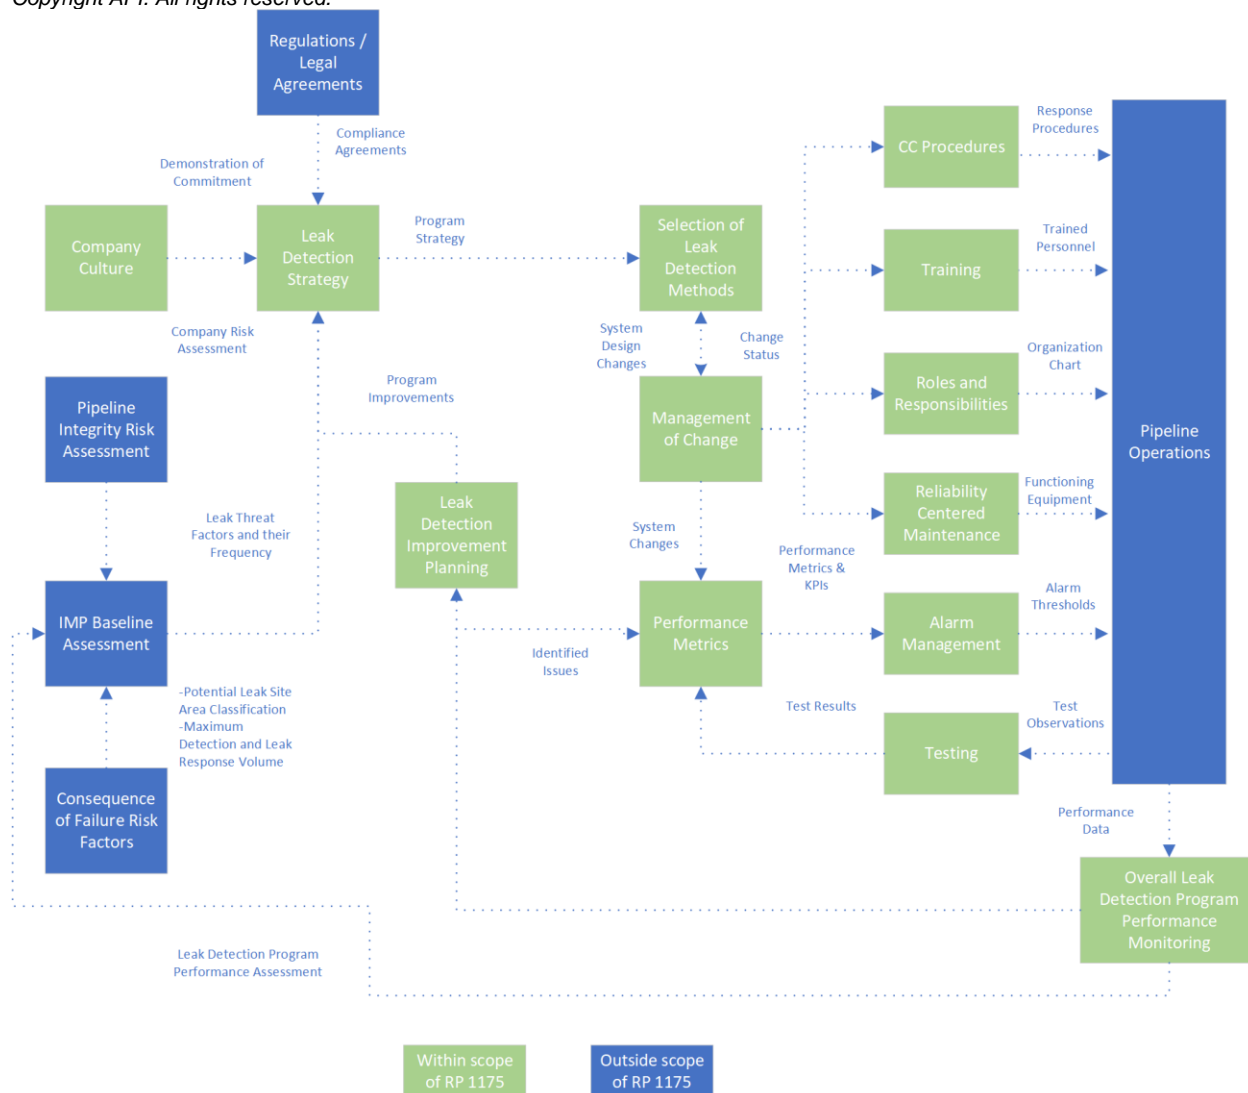 Copyright API. All rights reserved.
Regulations /
Legal
Agreements
Compliance
Agreements
Demonstration of
Commitment
Company
Culture
Leak
Detection
Strategy
Program
Strategy
Selection of
Leak
Detection
Methods
CC Procedures
Response
Procedures
Training
Trained
Personnel
Company Risk
Assessment
System
Design
Changes
Change
Status
Roles and
Responsibilities
Organization
Chart
Pipeline
Operations
Program
Improvements
Pipeline
Integrity Risk
Assessment
Management
of Change
Leak
Detection
Improvement
Planning
Reliability
Centered
Maintenance
Functioning
Equipment
Leak Threat
Factors and their
Frequency
System
Changes
Performance
Metrics &
KPIs
IMP Baseline
Assessment
Performance
Metrics
Identified
Issues
Alarm
Management
Alarm
Thresholds
-Potential Leak Site
Area Classification
-Maximum
Detection and Leak
Response Volume
Test Results
Testing
Test
Observations
Consequence
of Failure Risk
Factors
Performance
Data
Overall Leak
Detection Program
Performance
Monitoring
Leak Detection Program
Performance Assessment
Within scope
of RP 1175
Outside scope
of RP 1175